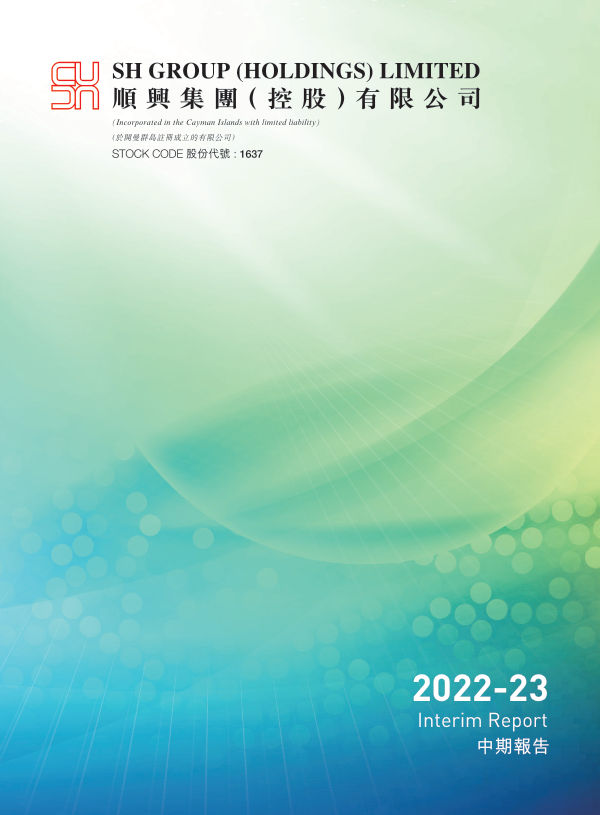 SH GROUP (HOLDINGS) LIMITED
順興集團(控股)有限公司
(Incorporated in the Cayman Islands with limited liability)
(於開曼群島註冊成立的有限公司)
STOCK CODE 股份代號 : 1637
2022-23
Interim Report
中期報告